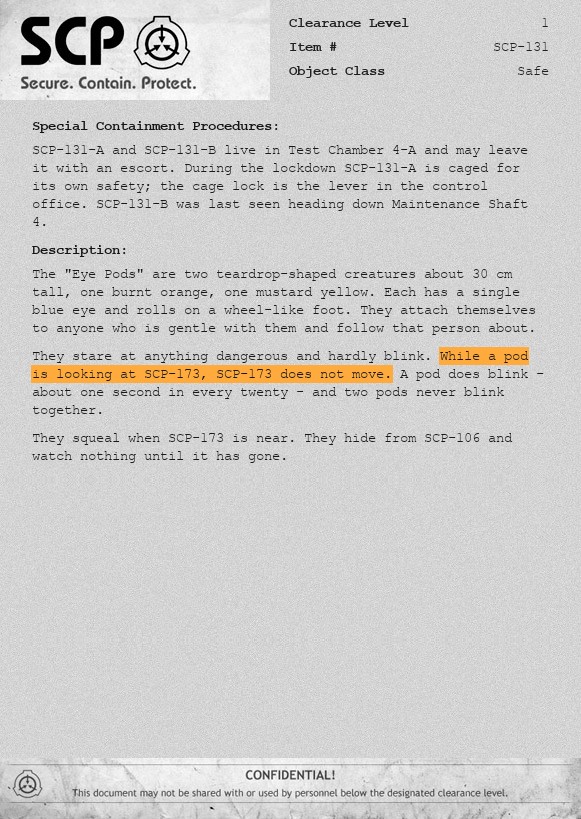 SCP
Secure. Contain. Protect.
Clearance Level 1
Item # SCP-131
Object Class Safe
Special Containment Procedures:
SCP-131-A and SCP-131-B live in Test Chamber 4-A and may leave
it with an escort. During the lockdown SCP-131-A is caged for
its own safety; the cage lock is the lever in the control
office. SCP-131-B was last seen heading down Maintenance Shaft
4.
Description:
The "Eye Pods" are two teardrop-shaped creatures about 30 cm
tall, one burnt orange, one mustard yellow. Each has a single
blue eye and rolls on a wheel-like foot. They attach themselves
to anyone who is gentle with them and follow that person about.
They stare at anything dangerous and hardly blink. While a pod
is looking at SCP-173, SCP-173 does not move. A pod does blink -
about one second in every twenty - and two pods never blink
together.
They squeal when SCP-173 is near. They hide from SCP-106 and
watch nothing until it has gone.
CONFIDENTIAL!
This document may not be shared with or used by personnel below the designated clearance level.